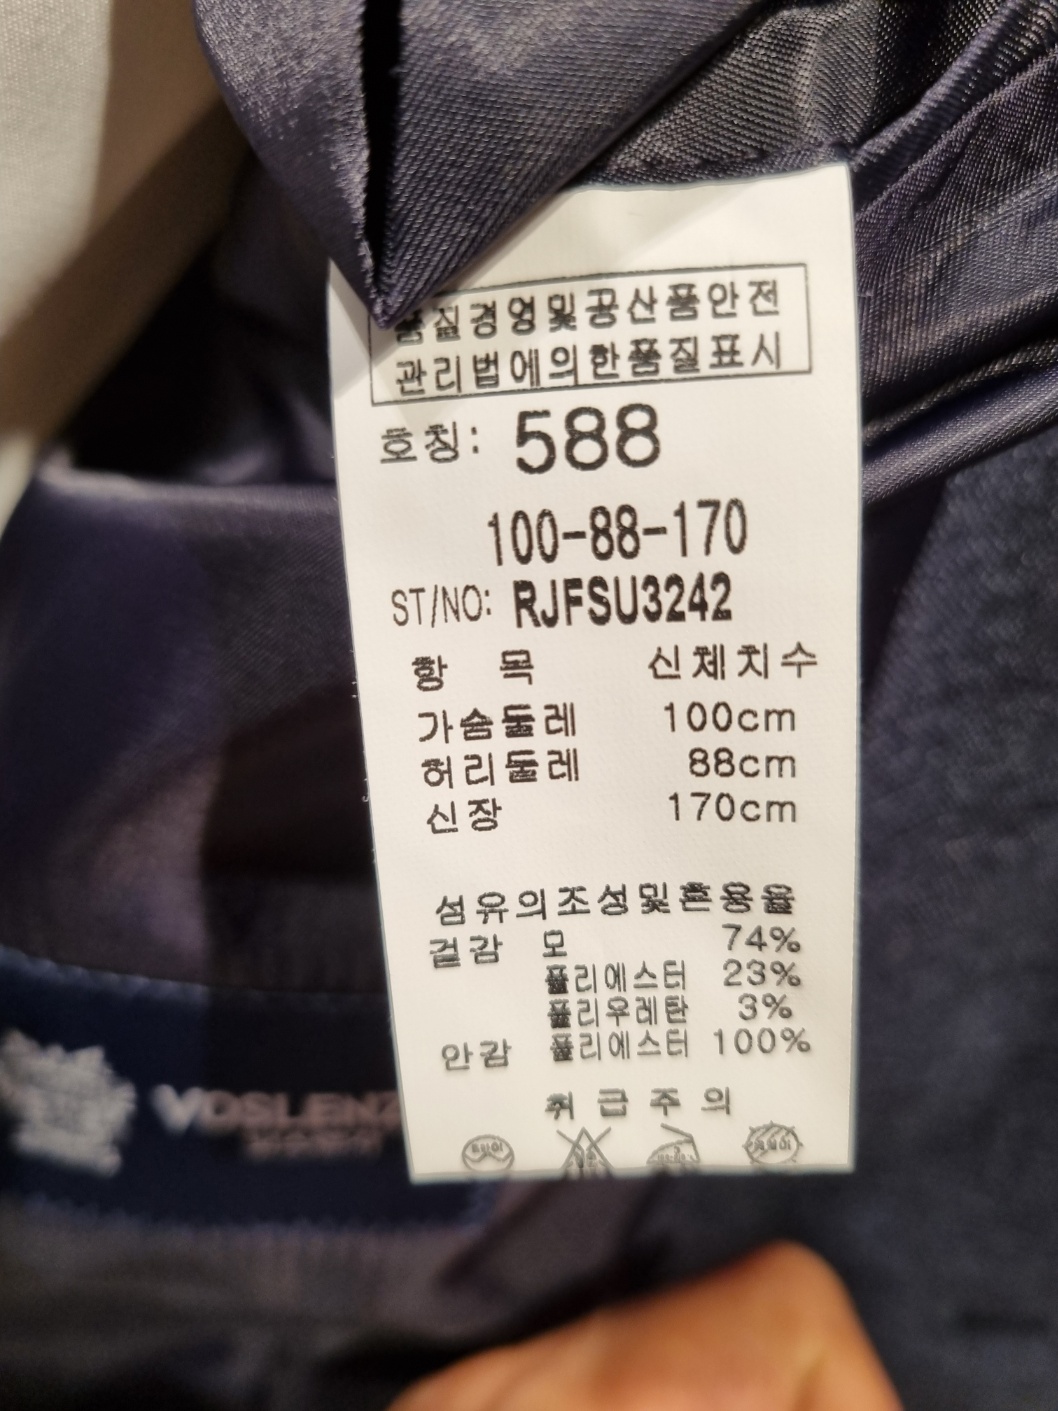 품질경영및공산품안전
관리법에의한품질표시
호칭: 588
100-88-170
ST/NO: RJFSU3242
항 목 신체치수
가슴둘레 100cm
허리둘레 88cm
신장 170cm
섬유의조성및혼용율
겉감 모 74%
폴리에스터 23%
폴리우레탄 3%
안감 폴리에스터 100%
취급주의
드라이
VOSLENZ